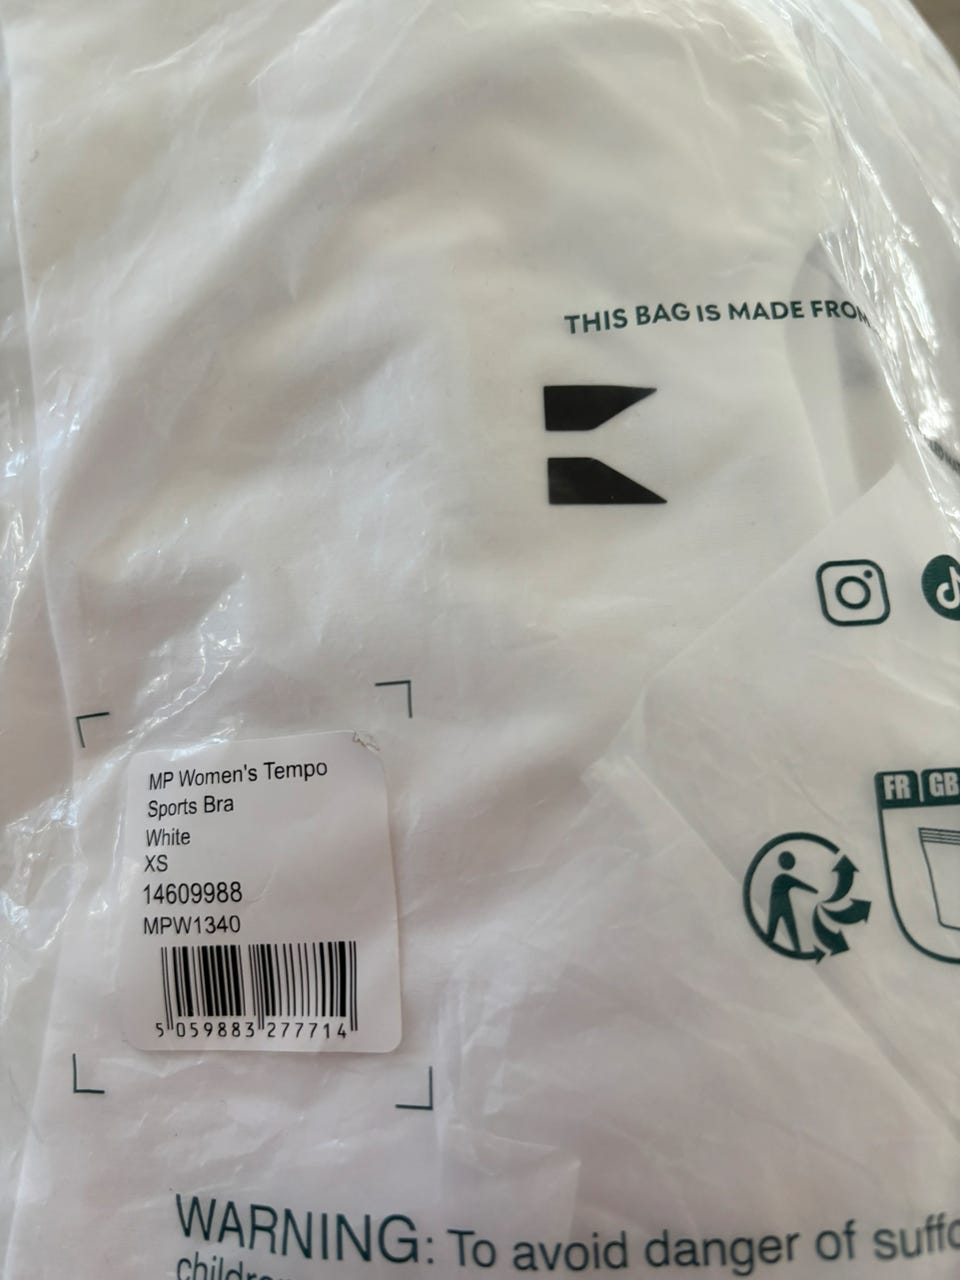 THIS BAG IS MADE FROM
FR | GB
MP Women's Tempo
Sports Bra
White
XS
14609988
MPW1340
5 059883 277714
WARNING: To avoid danger of